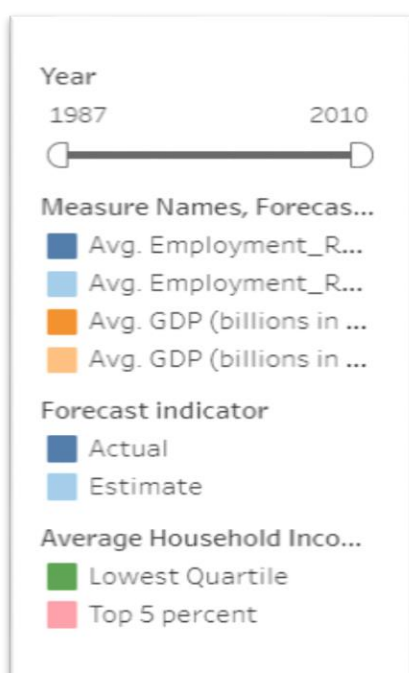 Year
1987 2010
Measure Names, Forecas...
Avg. Employment_R...
Avg. Employment_R...
Avg. GDP (billions in ...
Avg. GDP (billions in ...
Forecast indicator
Actual
Estimate
Average Household Inco...
Lowest Quartile
Top 5 percent